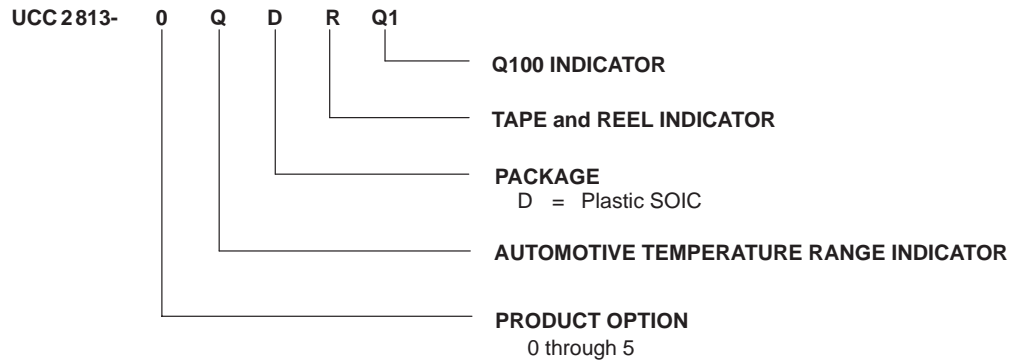 UCC2813- 0 Q D R Q1
Q100 INDICATOR
TAPE and REEL INDICATOR
PACKAGE
D = Plastic SOIC
AUTOMOTIVE TEMPERATURE RANGE INDICATOR
PRODUCT OPTION
0 through 5